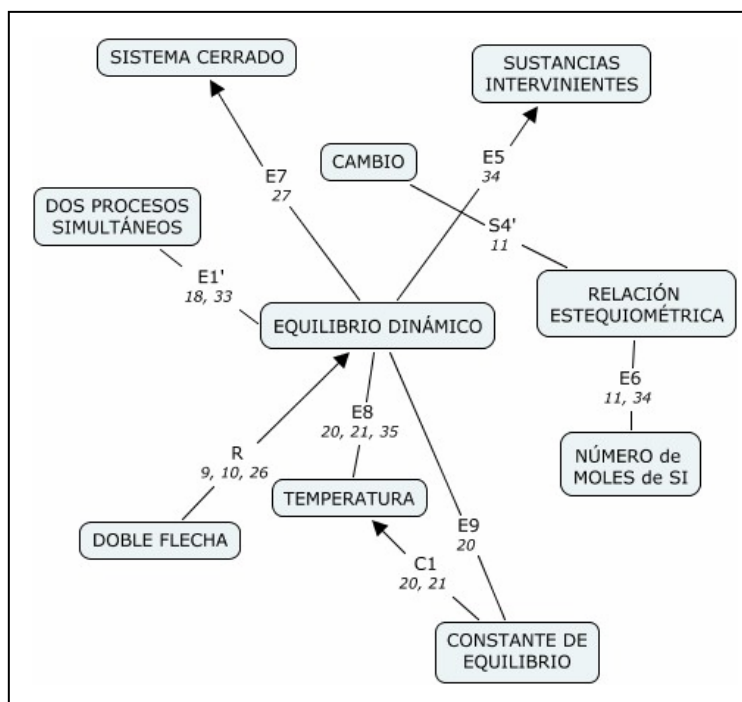 SISTEMA CERRADO
SUSTANCIAS
INTERVINIENTES
CAMBIO
E5
34
E7
27
DOS PROCESOS
SIMULTÁNEOS
S4'
11
E1'
18, 33
RELACIÓN
ESTEQUIOMÉTRICA
EQUILIBRIO DINÁMICO
E6
11, 34
E8
20, 21, 35
R
9, 10, 26
NÚMERO de
MOLES de SI
TEMPERATURA
E9
20
DOBLE FLECHA
C1
20, 21
CONSTANTE DE
EQUILIBRIO